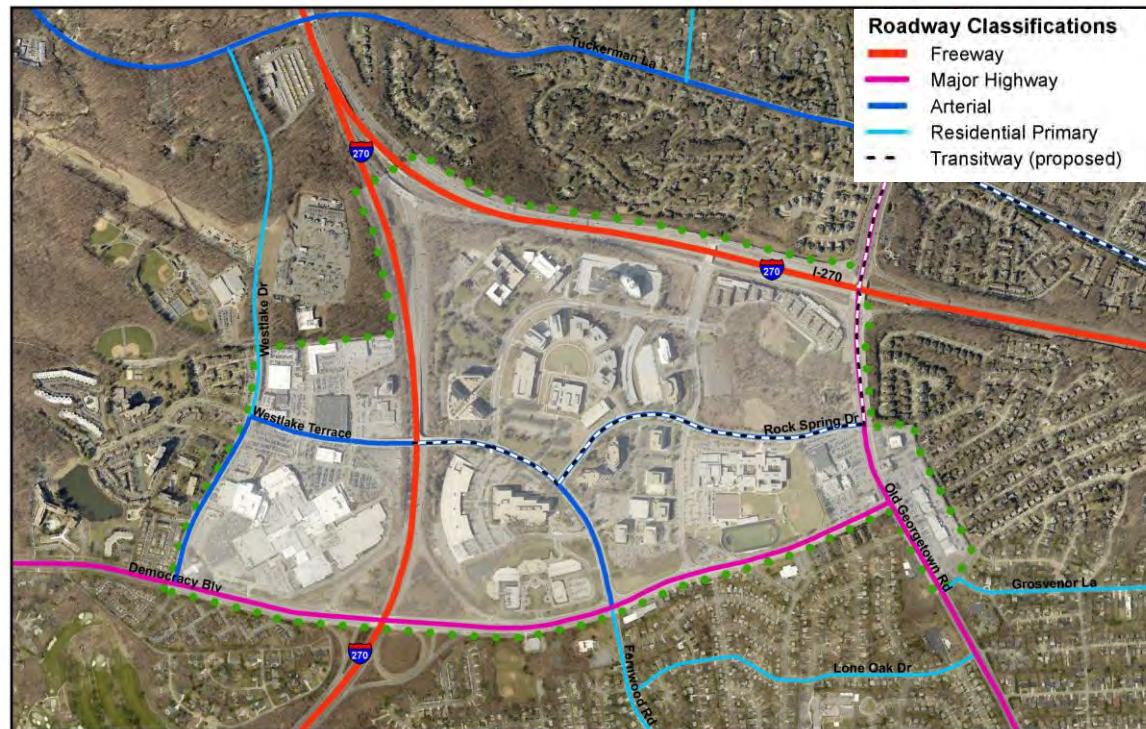 Roadway Classifications
Freeway
Major Highway
Arterial
Residential Primary
Transitway (proposed)
Tuckerman La
270
270
I-270
Westlake Dr
Westlake Terrace
Rock Spring Dr
Old Georgetown Rd
Democracy Blv
Grosvenor La
270
Fernwood Rd
Lone Oak Dr